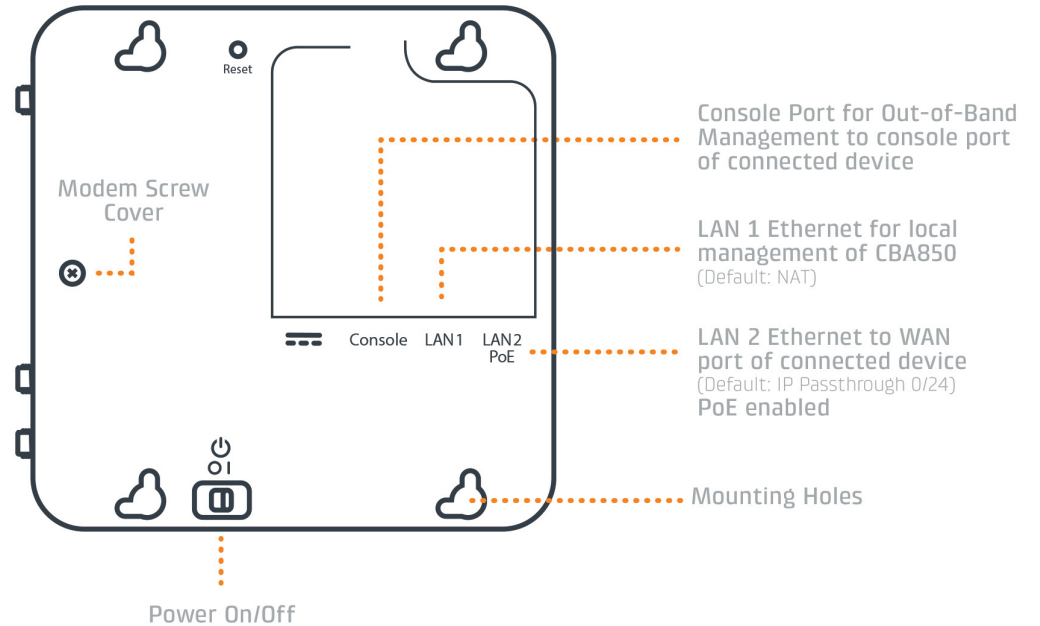 Reset
Console Port for Out-of-Band
Management to console port
of connected device
Modem Screw
Cover
LAN 1 Ethernet for local
management of CBA850
(Default: NAT)
Console LAN1 LAN2
PoE
LAN 2 Ethernet to WAN
port of connected device
(Default: IP Passthrough 0/24)
PoE enabled
Mounting Holes
Power On/Off